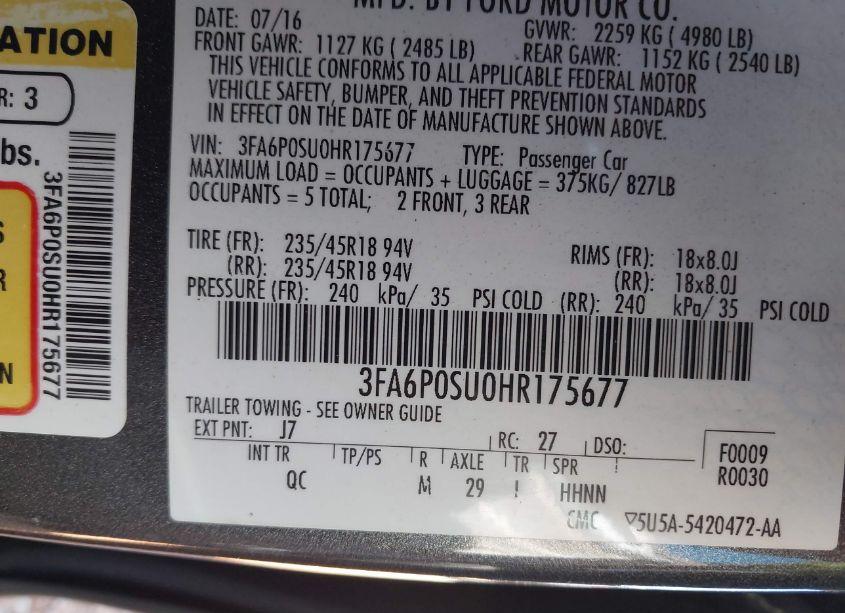 MFD. BY FORD MOTOR CO.
DATE: 07/16
GVWR: 2259 KG ( 4980 LB)
FRONT GAWR: 1127 KG ( 2485 LB)
REAR GAWR: 1152 KG ( 2540 LB)
THIS VEHICLE CONFORMS TO ALL APPLICABLE FEDERAL MOTOR
VEHICLE SAFETY, BUMPER, AND THEFT PREVENTION STANDARDS
IN EFFECT ON THE DATE OF MANUFACTURE SHOWN ABOVE.
VIN: 3FA6P0SU0HR175677 TYPE: Passenger Car
MAXIMUM LOAD = OCCUPANTS + LUGGAGE = 375KG/ 827LB
OCCUPANTS = 5 TOTAL; 2 FRONT, 3 REAR
TIRE (FR): 235/45R18 94V RIMS (FR): 18x8.0J
(RR): 235/45R18 94V (RR): 18x8.0J
PRESSURE (FR): 240 kPa/ 35 PSI COLD (RR): 240 kPa/ 35 PSI COLD
3FA6P0SU0HR175677
TRAILER TOWING - SEE OWNER GUIDE
EXT PNT: J7 RC: 27 DSO:
INT TR TP/PS R AXLE TR SPR
QC M 29 ! ! HHNN
F0009
R0030
CMC ▽5U5A-5420472-AA
ATION
R: 3
bs.
3FA6P0SU0HR175677
S
R
N